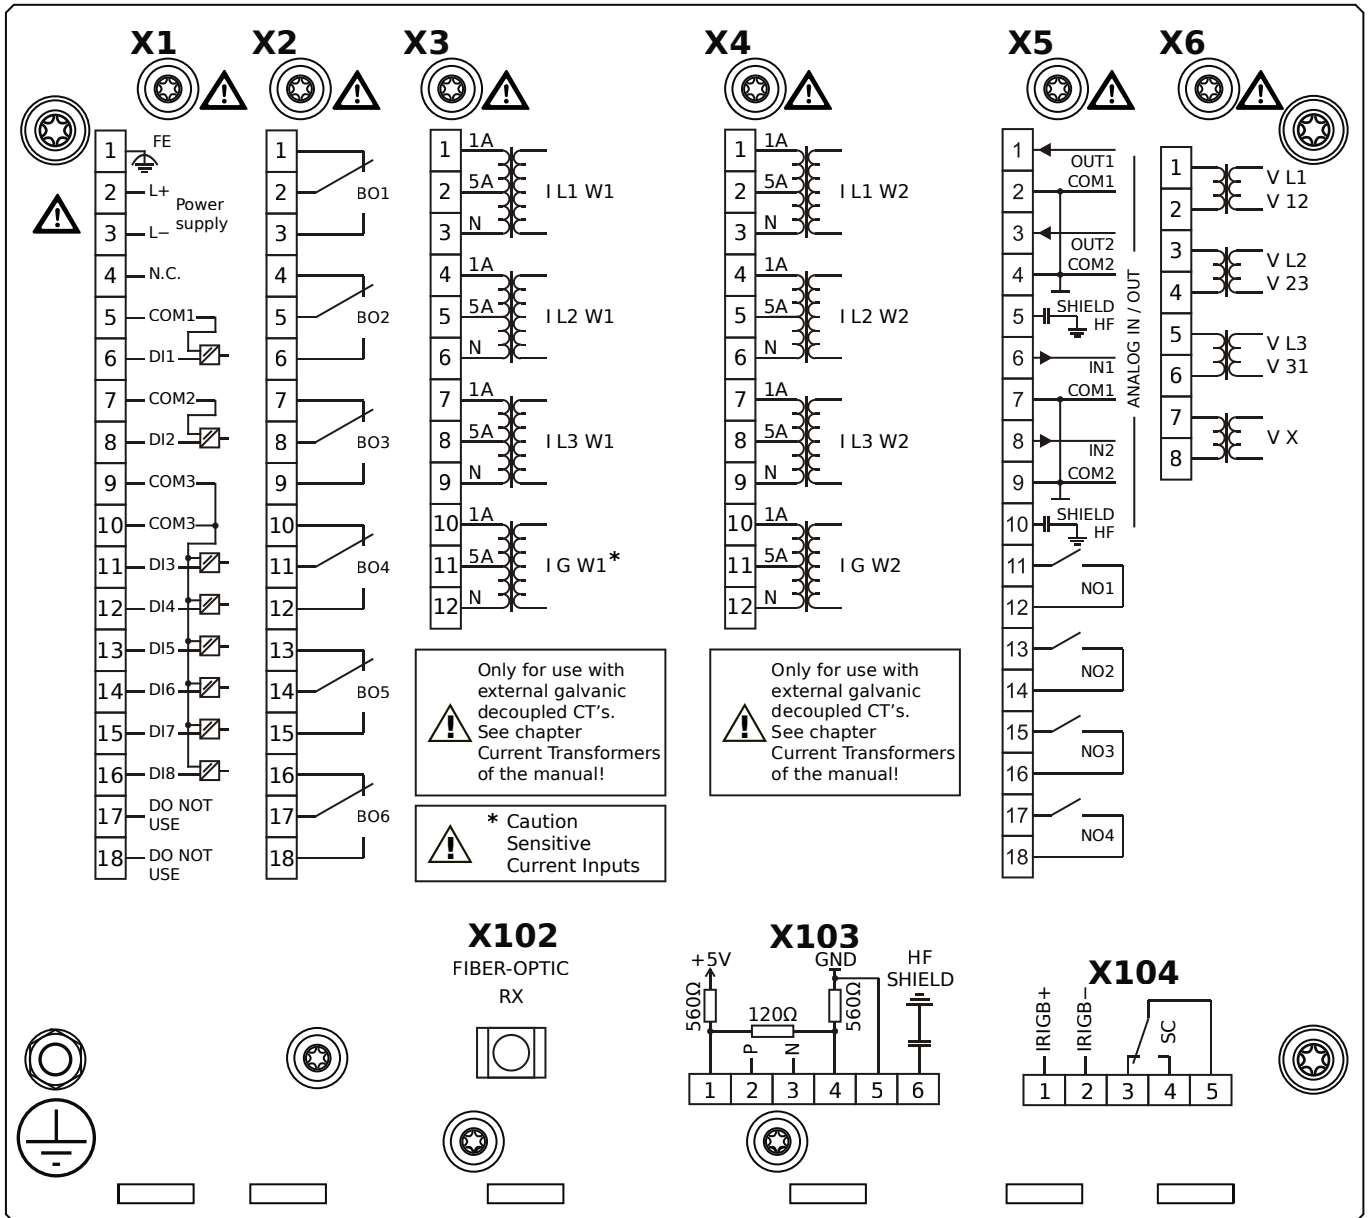 X1
X2
X3
X4
X5
X6
1 FE
2 L+
Power
supply
3 L−
4 N.C.
5 COM1
6 DI1
7 COM2
8 DI2
9 COM3
10 COM3
11 DI3
12 DI4
13 DI5
14 DI6
15 DI7
16 DI8
17 DO NOT
USE
18 DO NOT
USE
1
2 BO1
3
4
5 BO2
6
7
8 BO3
9
10
11 BO4
12
13
14 BO5
15
16
17 BO6
18
1 1A
2 5A I L1 W1
3 N
4 1A
5 5A I L2 W1
6 N
7 1A
8 5A I L3 W1
9 N
10 1A
11 5A I G W1*
12 N
Only for use with
external galvanic
decoupled CT's.
See chapter
Current Transformers
of the manual!
* Caution
Sensitive
Current Inputs
1 1A
2 5A I L1 W2
3 N
4 1A
5 5A I L2 W2
6 N
7 1A
8 5A I L3 W2
9 N
10 1A
11 5A I G W2
12 N
Only for use with
external galvanic
decoupled CT's.
See chapter
Current Transformers
of the manual!
1
OUT1
2 COM1
3
OUT2
4 COM2
5 SHIELD
HF
6
IN1
7 COM1
8
IN2
9 COM2
10 SHIELD
HF
ANALOG IN / OUT
11
NO1
12
13
NO2
14
15
NO3
16
17
NO4
18
1
V L1
V 12
2
3
V L2
V 23
4
5
V L3
V 31
6
7
V X
8
X102
FIBER-OPTIC
RX
X103
+5V
GND
HF
SHIELD
560Ω
120Ω
560Ω
P
N
1 2 3 4 5 6
X104
IRIGB+
IRIGB−
SC
1 2 3 4 5